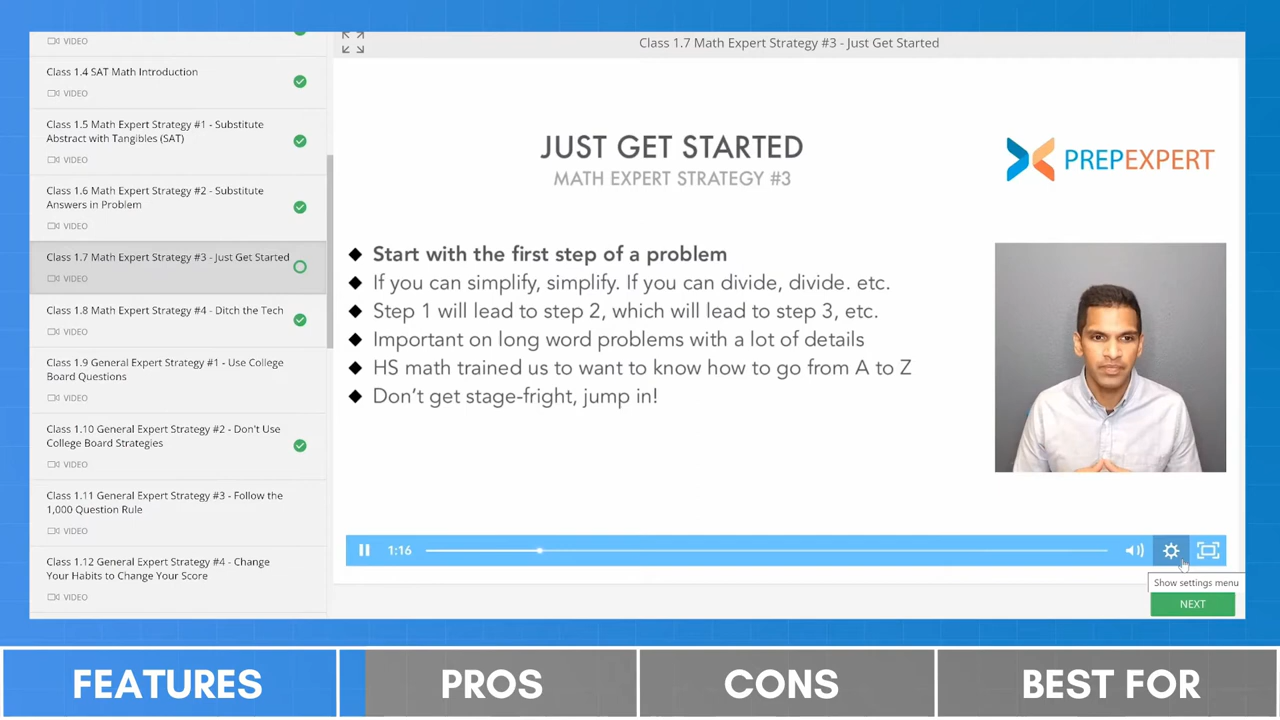 VIDEO
Class 1.4 SAT Math Introduction
VIDEO
Class 1.5 Math Expert Strategy #1 - Substitute
Abstract with Tangibles (SAT)
VIDEO
Class 1.6 Math Expert Strategy #2 - Substitute
Answers in Problem
VIDEO
Class 1.7 Math Expert Strategy #3 - Just Get Started
VIDEO
Class 1.8 Math Expert Strategy #4 - Ditch the Tech
VIDEO
Class 1.9 General Expert Strategy #1 - Use College
Board Questions
VIDEO
Class 1.10 General Expert Strategy #2 - Don't Use
College Board Strategies
VIDEO
Class 1.11 General Expert Strategy #3 - Follow the
1,000 Question Rule
VIDEO
Class 1.12 General Expert Strategy #4 - Change
Your Habits to Change Your Score
VIDEO
Class 1.7 Math Expert Strategy #3 - Just Get Started
JUST GET STARTED
MATH EXPERT STRATEGY #3
PREPEXPERT
◆ Start with the first step of a problem
◆ If you can simplify, simplify. If you can divide, divide. etc.
◆ Step 1 will lead to step 2, which will lead to step 3, etc.
◆ Important on long word problems with a lot of details
◆ HS math trained us to want to know how to go from A to Z
◆ Don't get stage-fright, jump in!
1:16
Show settings menu
NEXT
FEATURES
PROS
CONS
BEST FOR